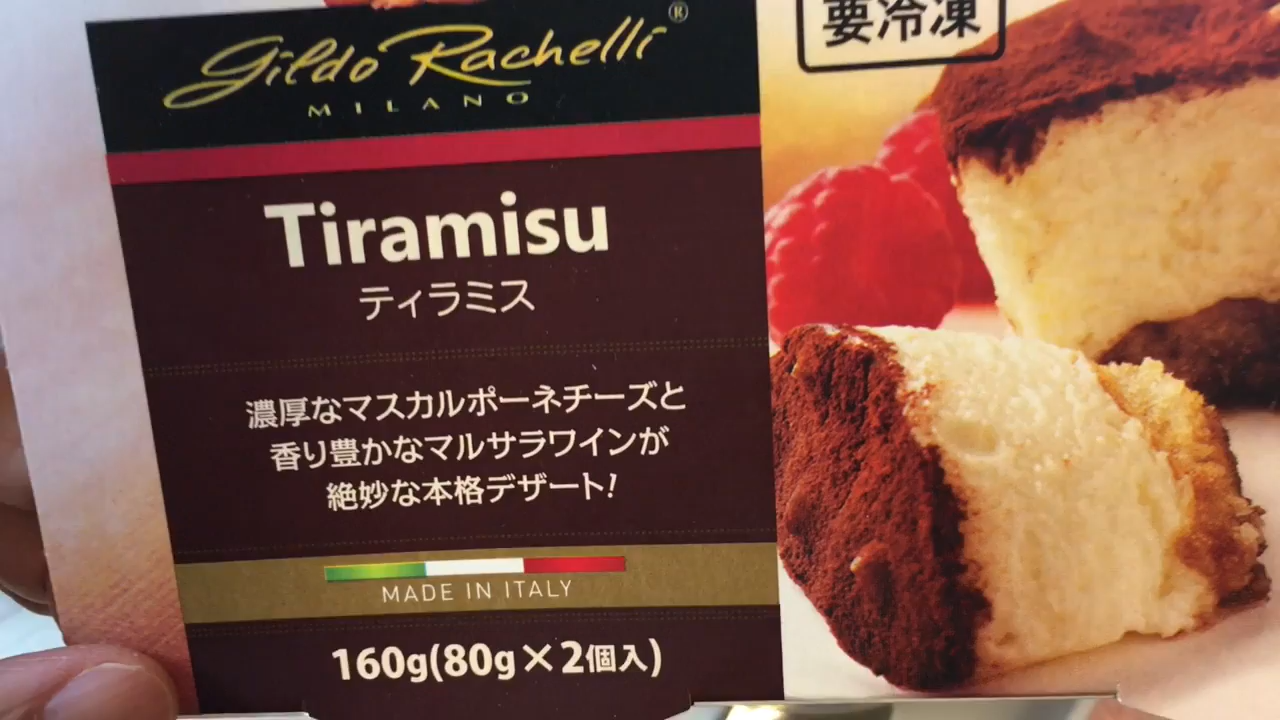 Gildo Rachelli®
MILANO
要冷凍
Tiramisu
ティラミス
濃厚なマスカルポーネチーズと
香り豊かなマルサラワインが
絶妙な本格デザート!
MADE IN ITALY
160g(80g×2個入)